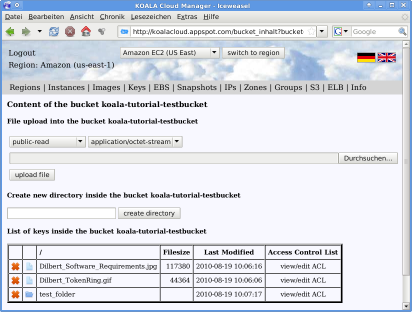 KOALA Cloud Manager - Iceweasel
Datei Bearbeiten Ansicht Chronik Lesezeichen Extras Hilfe
http://koalacloud.appspot.com/bucket_inhalt?bucket Google
Logout Amazon EC2 (US East) switch to region
Region: Amazon (us-east-1)
Regions | Instances | Images | Keys | EBS | Snapshots | IPs | Zones | Groups | S3 | ELB | Info
Content of the bucket koala-tutorial-testbucket
File upload into the bucket koala-tutorial-testbucket
public-read application/octet-stream
Durchsuchen...
upload file
Create new directory inside the bucket koala-tutorial-testbucket
create directory
List of keys inside the bucket koala-tutorial-testbucket
/ Filesize Last Modified Access Control List
Dilbert_Software_Requirements.jpg 117380 2010-08-19 10:06:16 view/edit ACL
Dilbert_TokenRing.gif 44364 2010-08-19 10:06:06 view/edit ACL
test_folder 2010-08-19 10:07:17 view/edit ACL